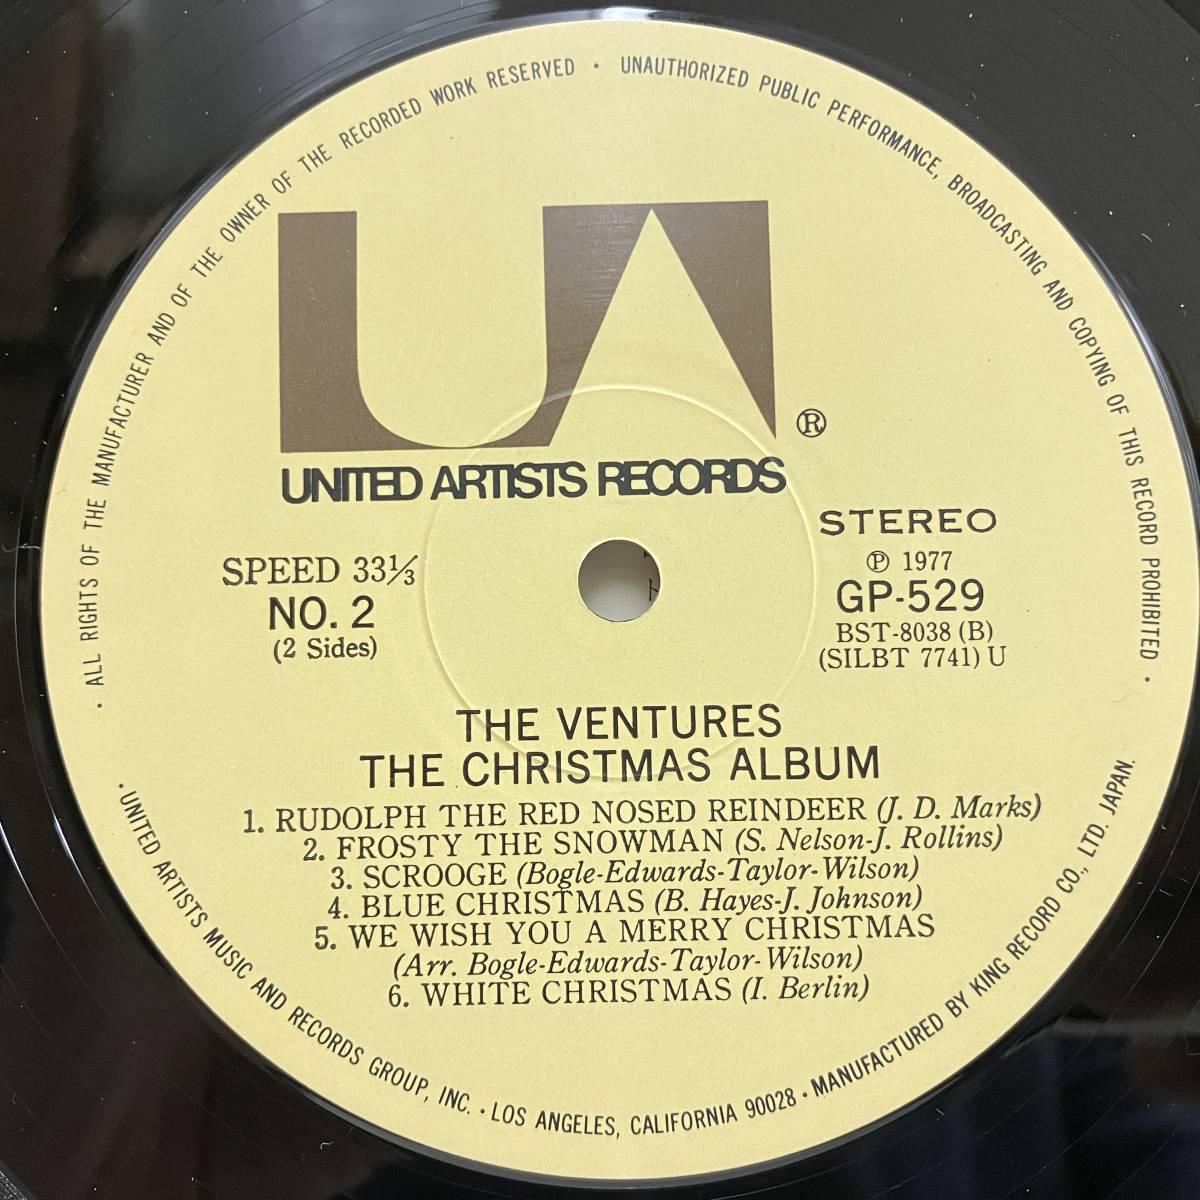 · ALL RIGHTS OF THE MANUFACTURER AND OF THE OWNER OF THE RECORDED WORK RESERVED · UNAUTHORIZED PUBLIC PERFORMANCE, BROADCASTING AND COPYING OF THIS RECORD PROHIBITED ·
UA ®
UNITED ARTISTS RECORDS
STEREO
SPEED 33⅓
℗ 1977
NO. 2
GP-529
(2 Sides)
BST-8038 (B)
(SILBT 7741) U
THE VENTURES
THE CHRISTMAS ALBUM
1. RUDOLPH THE RED NOSED REINDEER (J. D. Marks)
2. FROSTY THE SNOWMAN (S. Nelson-J. Rollins)
3. SCROOGE (Bogle-Edwards-Taylor-Wilson)
4. BLUE CHRISTMAS (B. Hayes-J. Johnson)
5. WE WISH YOU A MERRY CHRISTMAS
(Arr. Bogle-Edwards-Taylor-Wilson)
6. WHITE CHRISTMAS (I. Berlin)
· UNITED ARTISTS MUSIC AND RECORDS GROUP, INC. · LOS ANGELES, CALIFORNIA 90028 · MANUFACTURED BY KING RECORD CO., LTD. JAPAN.